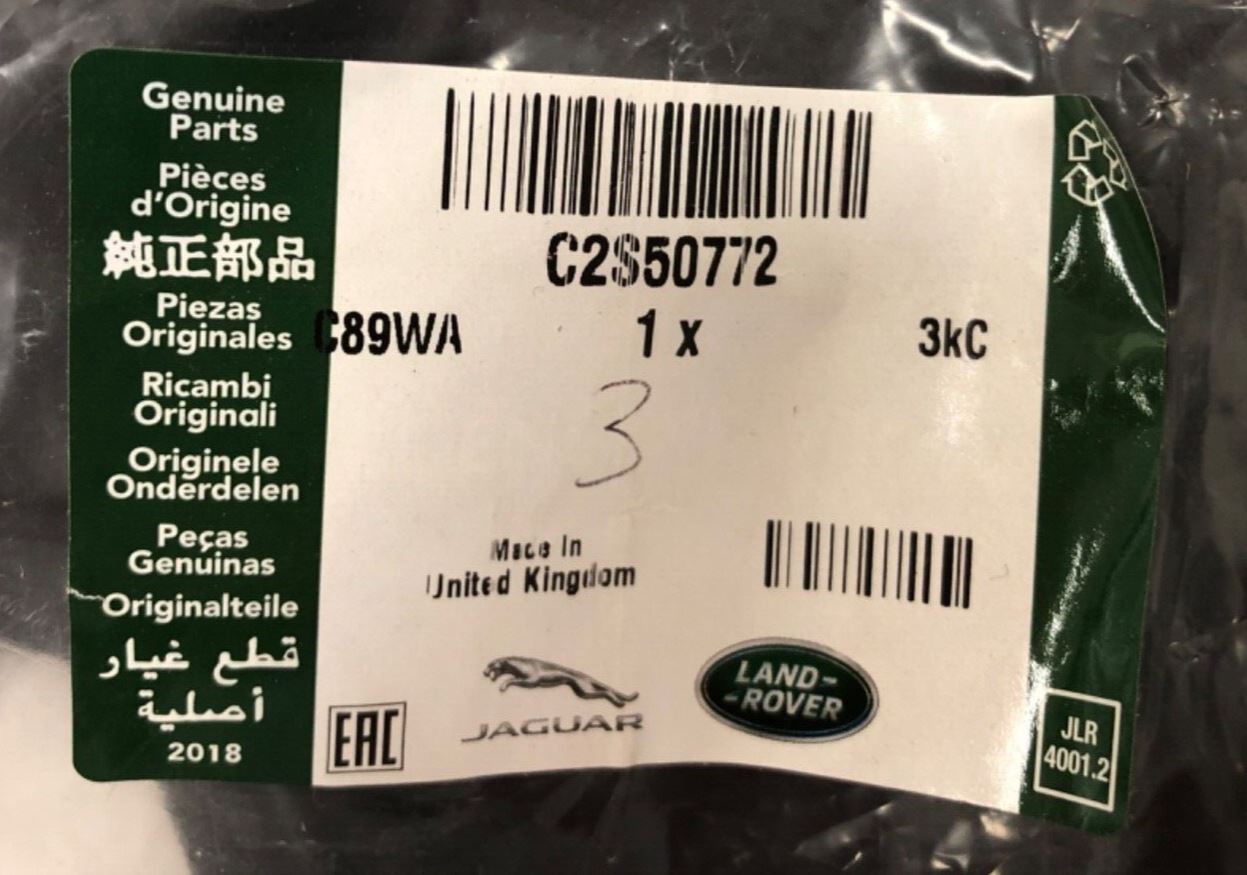 Genuine
Parts
Pièces
d'Origine
純正部品
Piezas
Originales
Ricambi
Originali
Originele
Onderdelen
Peças
Genuinas
Originalteile
قطع غيار
أصلية
2018
C2S50772
C89WA 1 x 3kC
3
Made In
United Kingdom
EAC
JAGUAR
LAND-
-ROVER
JLR
4001.2